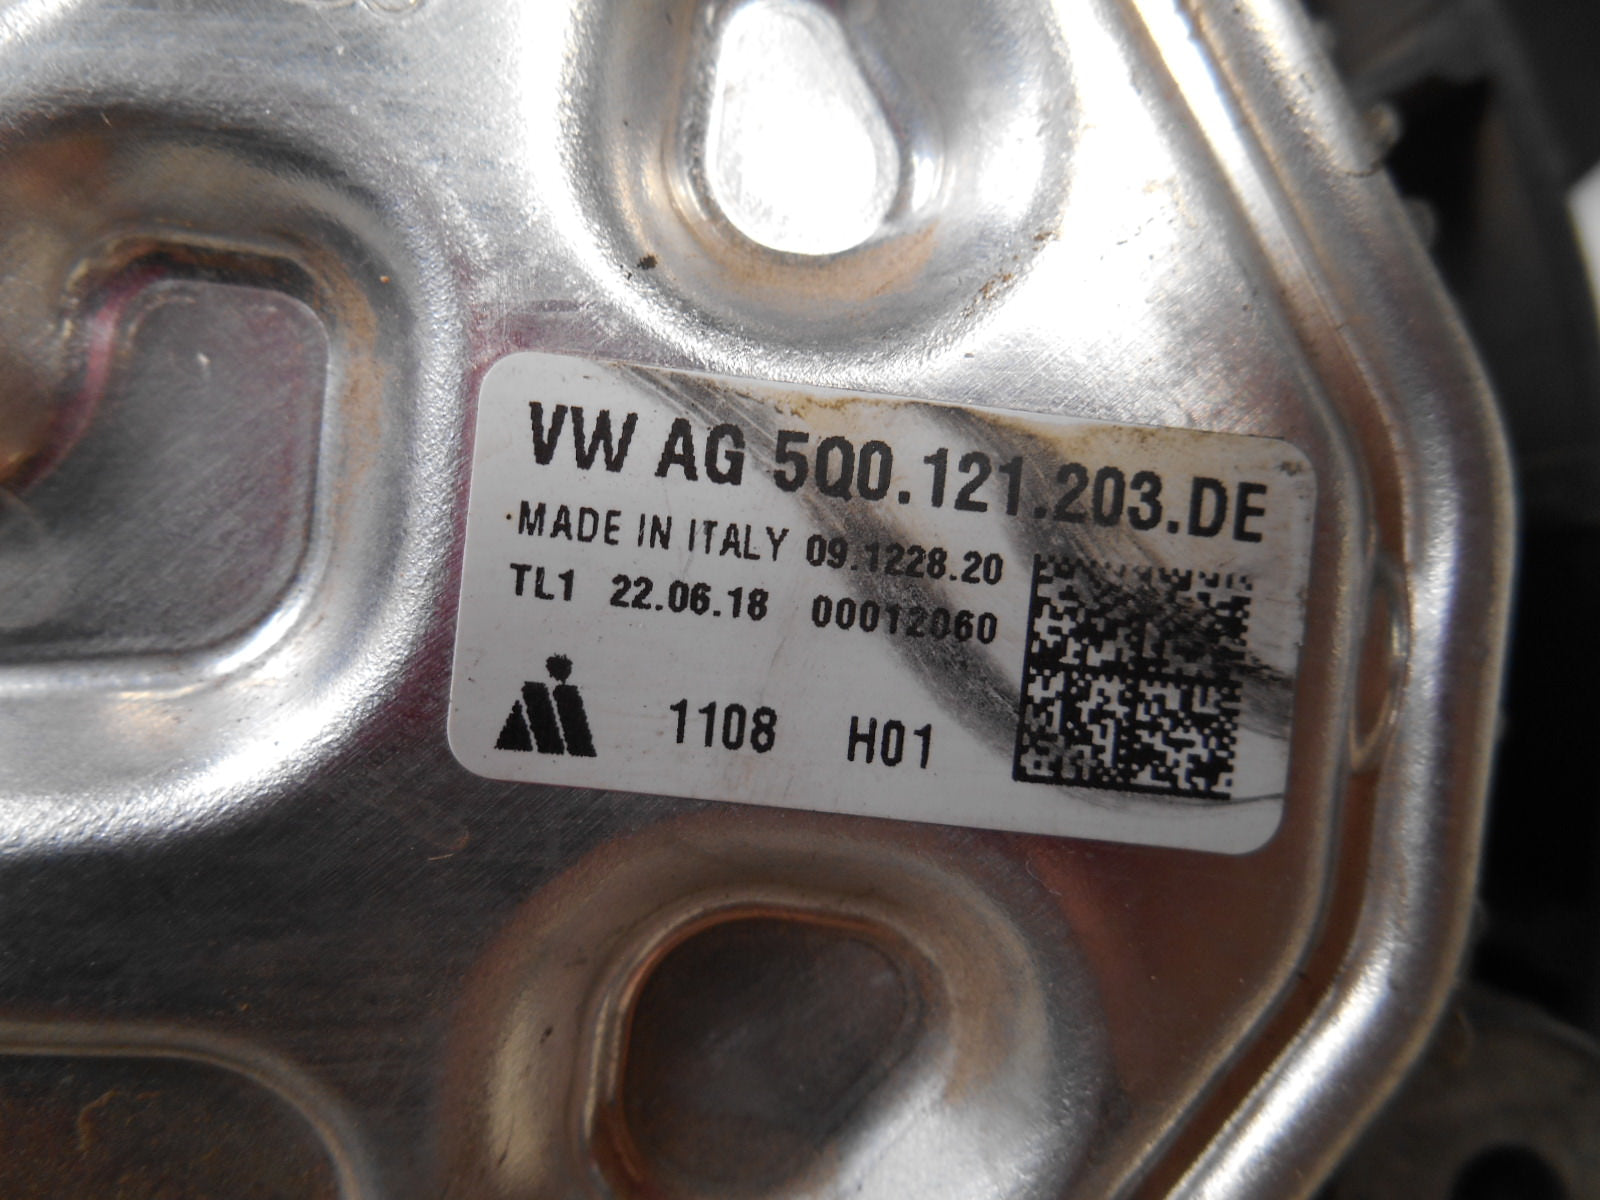 VW AG 5Q0.121.203.DE
MADE IN ITALY 09.1228.20
TL1 22.06.18 00012060
1108 H01